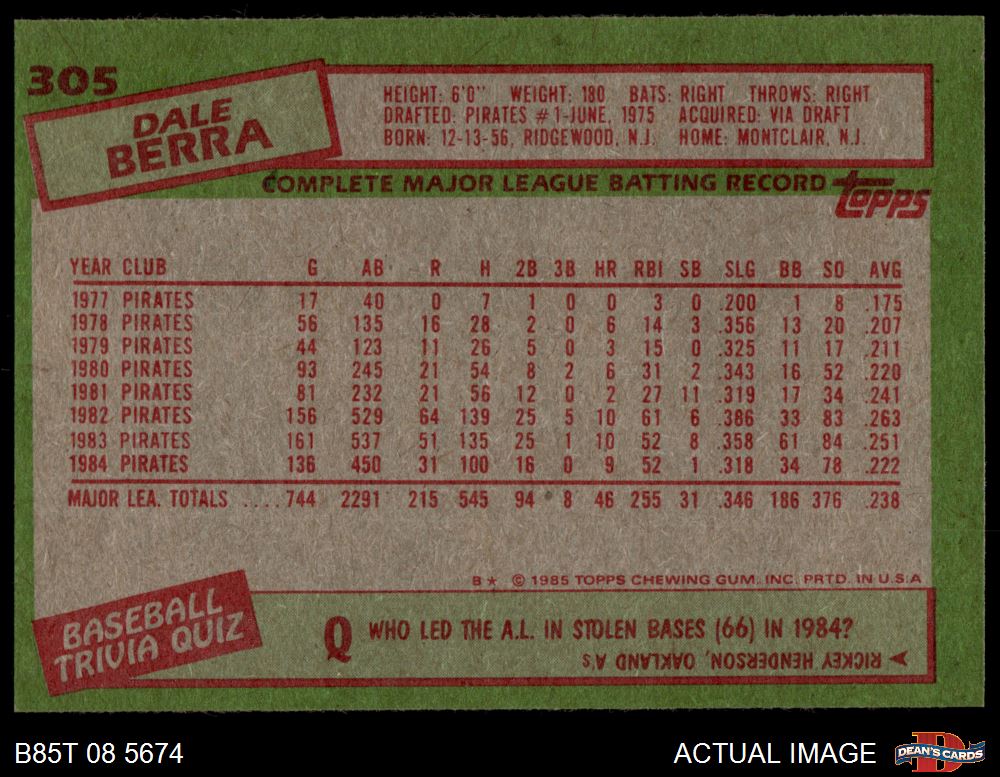 305
DALE
BERRA
HEIGHT: 6'0" WEIGHT: 180 BATS: RIGHT THROWS: RIGHT
DRAFTED: PIRATES #1-JUNE, 1975 ACQUIRED: VIA DRAFT
BORN: 12-13-56, RIDGEWOOD, N.J. HOME: MONTCLAIR, N.J.
COMPLETE MAJOR LEAGUE BATTING RECORD topps
YEAR CLUB G AB R H 2B 3B HR RBI SB SLG BB SO AVG
1977 PIRATES 17 40 0 7 1 0 0 3 0 .200 1 8 .175
1978 PIRATES 56 135 16 28 2 0 6 14 3 .356 13 20 .207
1979 PIRATES 44 123 11 26 5 0 3 15 0 .325 11 17 .211
1980 PIRATES 93 245 21 54 8 2 6 31 2 .343 16 52 .220
1981 PIRATES 81 232 21 56 12 0 2 27 11 .319 17 34 .241
1982 PIRATES 156 529 64 139 25 5 10 61 6 .386 33 83 .263
1983 PIRATES 161 537 51 135 25 1 10 52 8 .358 61 84 .251
1984 PIRATES 136 450 31 100 16 0 9 52 1 .318 34 78 .222
MAJOR LEA. TOTALS ....744 2291 215 545 94 8 46 255 31 .346 186 376 .238
B★ © 1985 TOPPS CHEWING GUM, INC. PRTD. IN U.S.A
BASEBALL
TRIVIA QUIZ
Q WHO LED THE A.L. IN STOLEN BASES (66) IN 1984?
RICKEY HENDERSON, OAKLAND A's
B85T 08 5674
ACTUAL IMAGE
D
DEAN'S CARDS